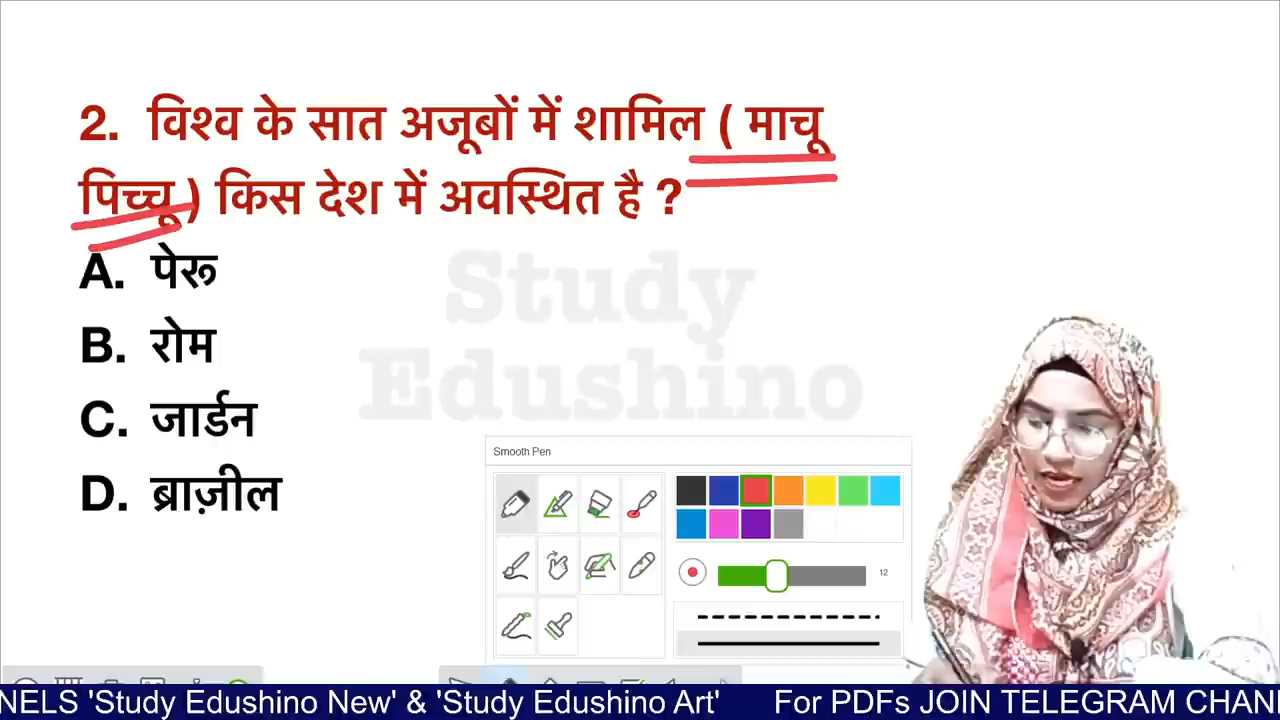 2. विश्व के सात अजूबों में शामिल ( माचू
पिच्चू ) किस देश में अवस्थित है ?
A. पेरू
B. रोम
C. जार्डन
D. ब्राज़ील
Study
Edushino
Smooth Pen
12
NELS 'Study Edushino New' & 'Study Edushino Art' For PDFs JOIN TELEGRAM CHAN